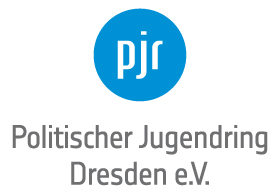 pjr
Politischer Jugendring
Dresden e.V.